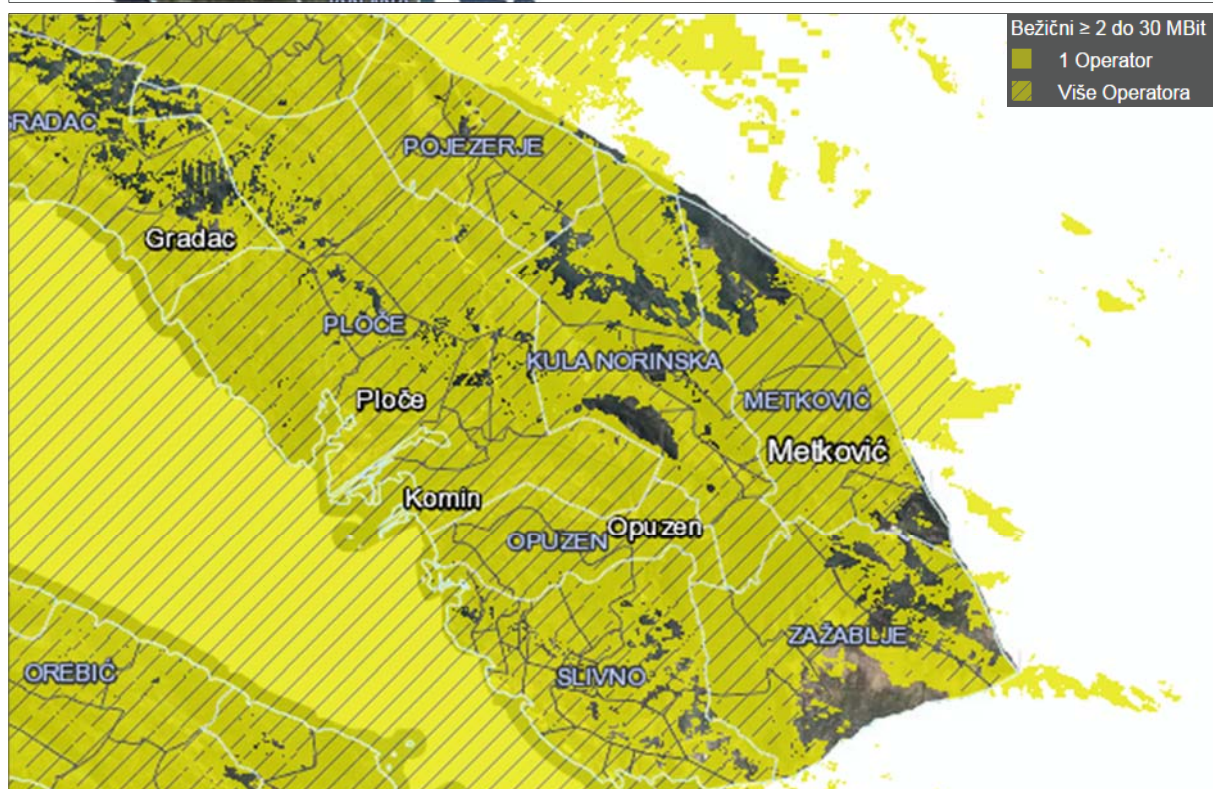 Bežični ≥ 2 do 30 MBit
1 Operator
Više Operatora
GRADAC
POJEZERJE
Gradac
PLOČE
KULA NORINSKA
Ploče
METKOVIĆ
Metković
Komin
OPUZEN
Opuzen
ZAŽABLJE
OREBIĆ
SLIVNO